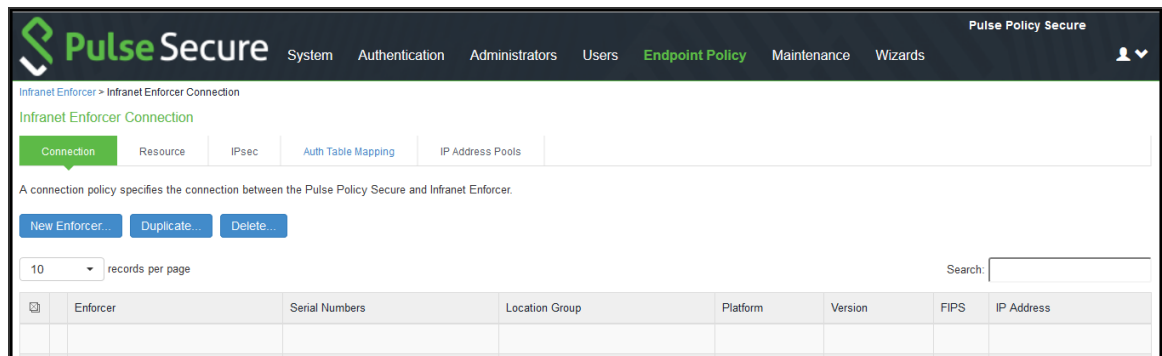 Pulse Policy Secure
Pulse Secure System Authentication Administrators Users Endpoint Policy Maintenance Wizards
Infranet Enforcer > Infranet Enforcer Connection
Infranet Enforcer Connection
Connection Resource IPsec Auth Table Mapping IP Address Pools
A connection policy specifies the connection between the Pulse Policy Secure and Infranet Enforcer.
New Enforcer... Duplicate... Delete...
10 records per page Search:
Enforcer Serial Numbers Location Group Platform Version FIPS IP Address